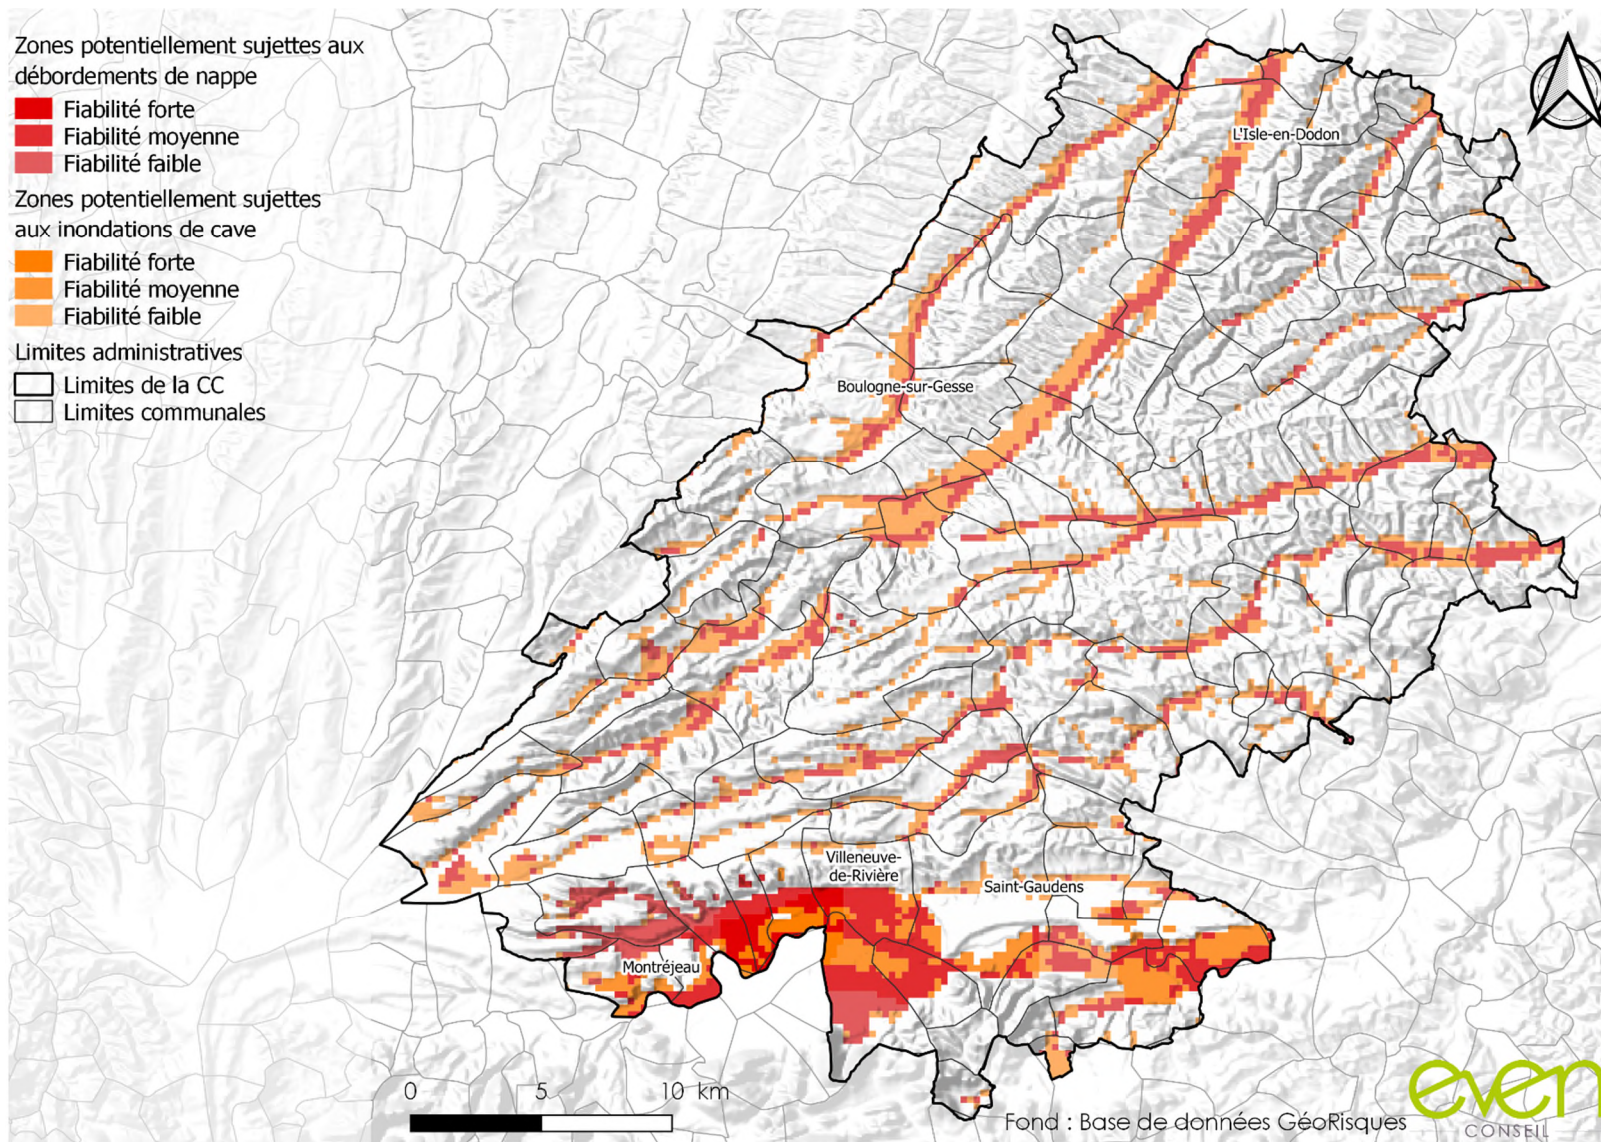 Zones potentiellement sujettes aux
débordements de nappe
Fiabilité forte
Fiabilité moyenne
Fiabilité faible
Zones potentiellement sujettes
aux inondations de cave
Fiabilité forte
Fiabilité moyenne
Fiabilité faible
Limites administratives
Limites de la CC
Limites communales
L'Isle-en-Dodon
Boulogne-sur-Gesse
Villeneuve-
de-Rivière
Saint-Gaudens
Montréjeau
0 5 10 km
Fond : Base de données GéoRisques
even
CONSEIL